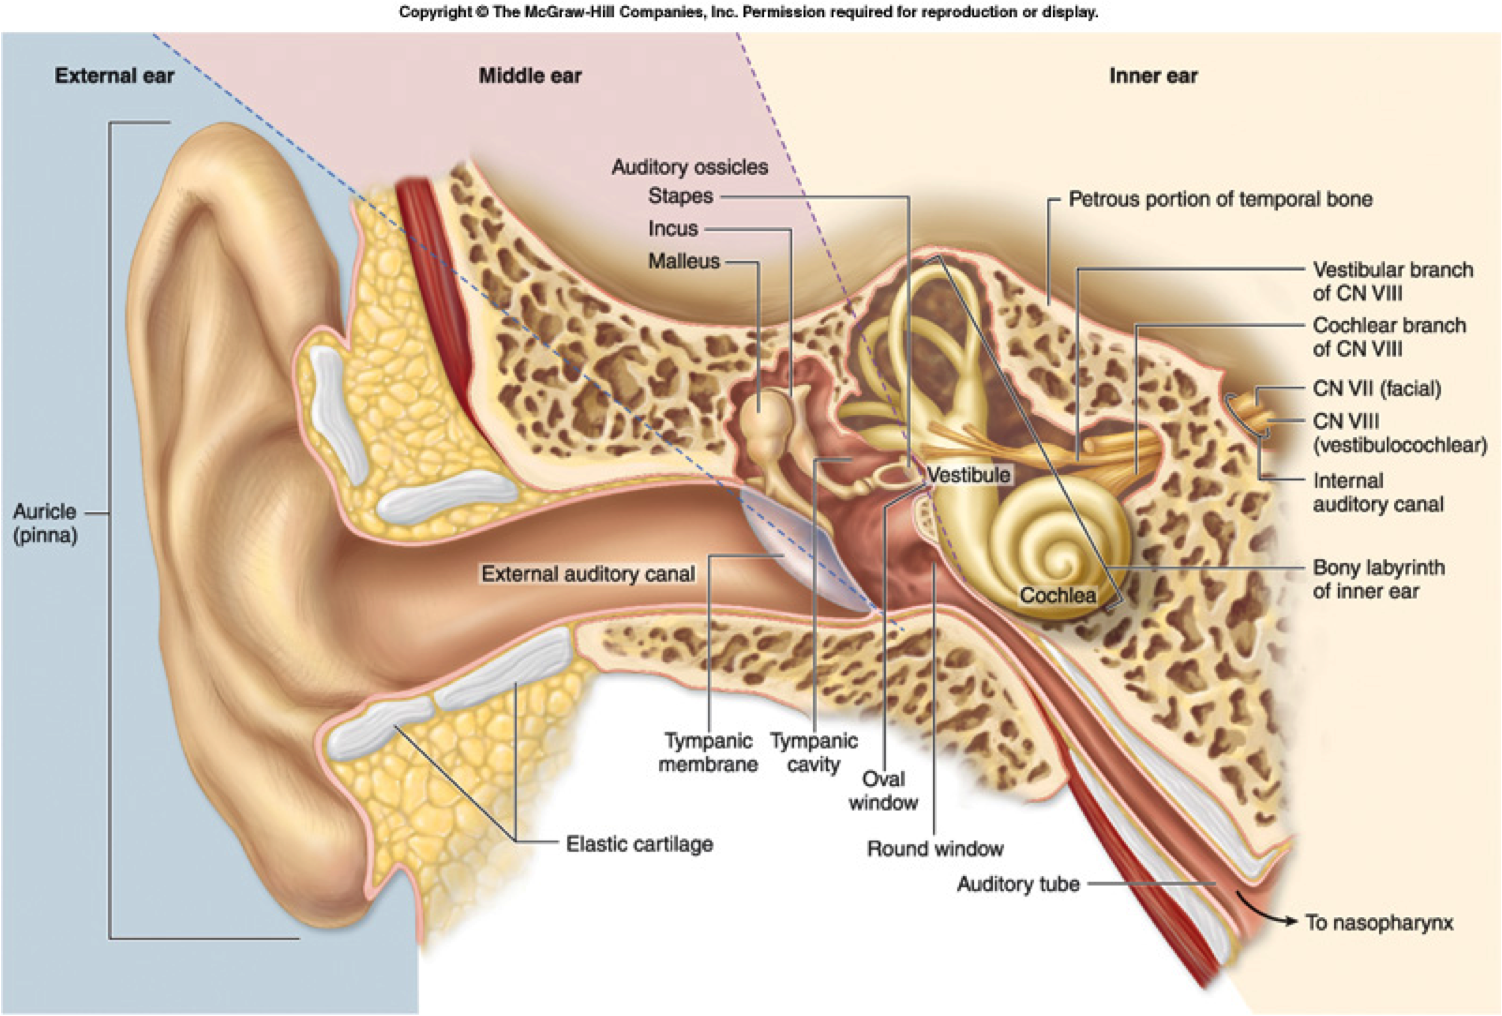 Copyright © The McGraw-Hill Companies, Inc. Permission required for reproduction or display.
External ear
Middle ear
Inner ear
Auditory ossicles
Stapes
Incus
Malleus
Petrous portion of temporal bone
Vestibular branch
of CN VIII
Cochlear branch
of CN VIII
CN VII (facial)
CN VIII
(vestibulocochlear)
Internal
auditory canal
Vestibule
Auricle
(pinna)
External auditory canal
Cochlea
Bony labyrinth
of inner ear
Tympanic
membrane
Tympanic
cavity
Oval
window
Elastic cartilage
Round window
Auditory tube
To nasopharynx